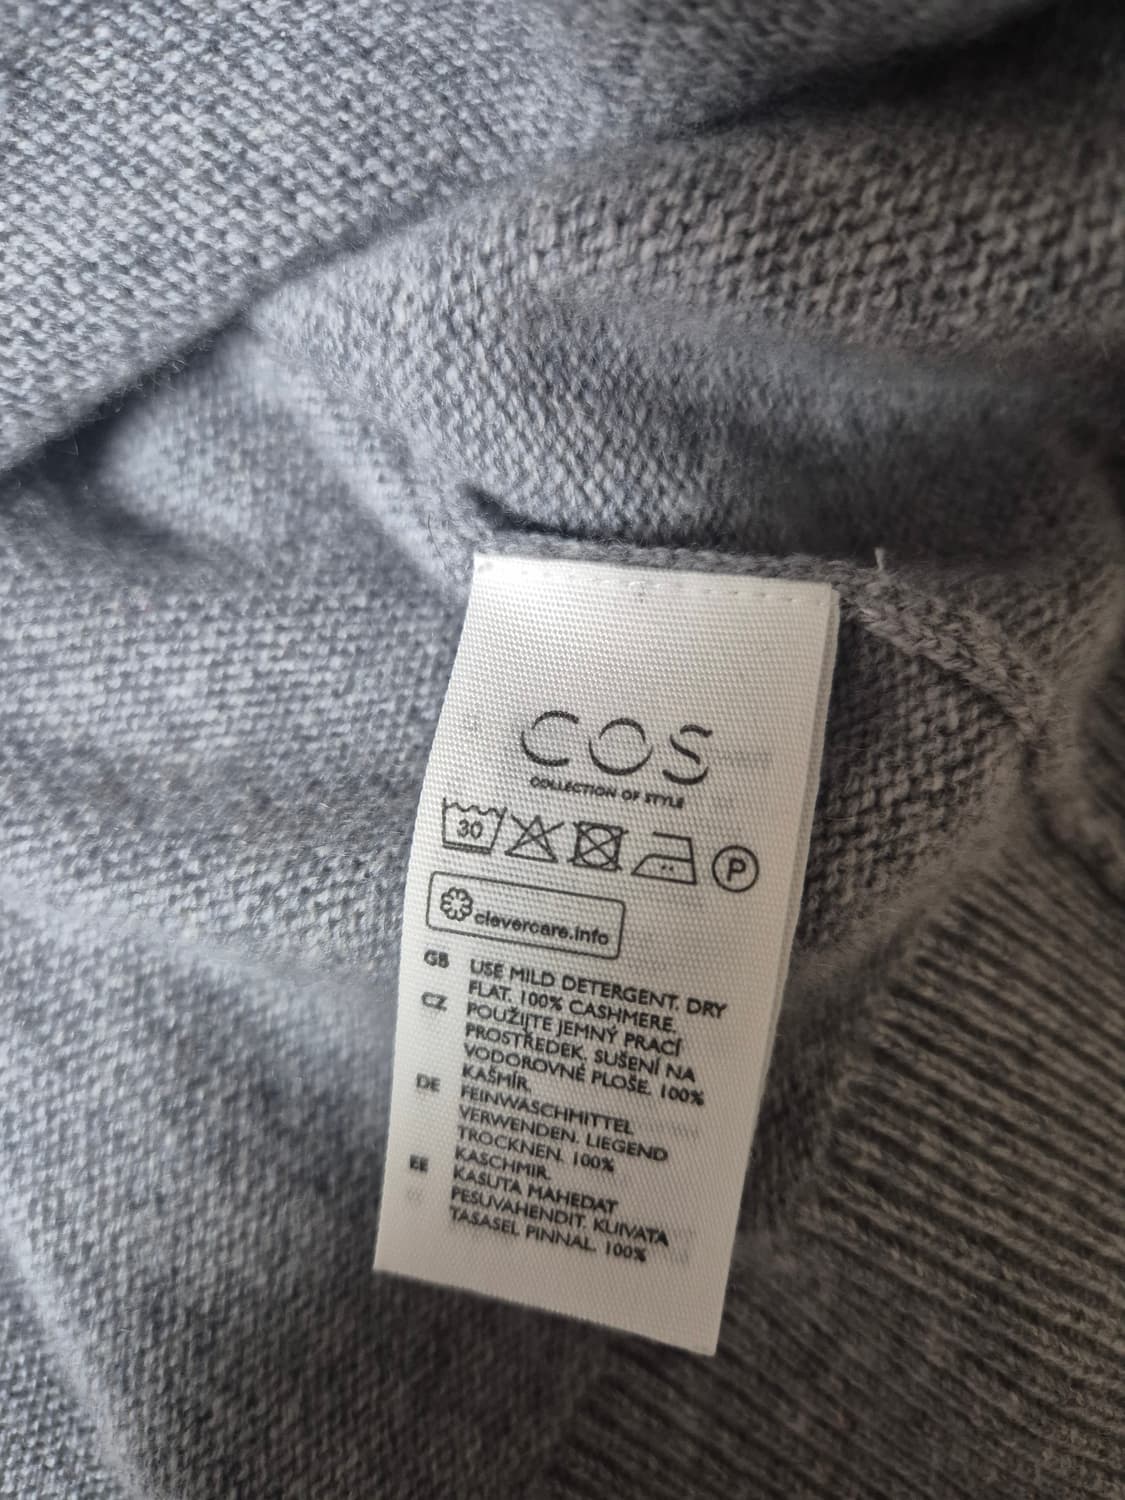 COS
COLLECTION OF STYLE
30
P
clevercare.info
GB USE MILD DETERGENT. DRY
FLAT. 100% CASHMERE.
CZ POUŽIJTE JEMNÝ PRACÍ
PROSTŘEDEK. SUŠENÍ NA
VODOROVNÉ PLOŠE. 100%
KAŠMÍR.
DE FEINWASCHMITTEL
VERWENDEN. LIEGEND
TROCKNEN. 100%
KASCHMIR.
EE KASUTA MAHEDAT
PESUVAHENDIT. KUIVATA
TASASEL PINNAL. 100%